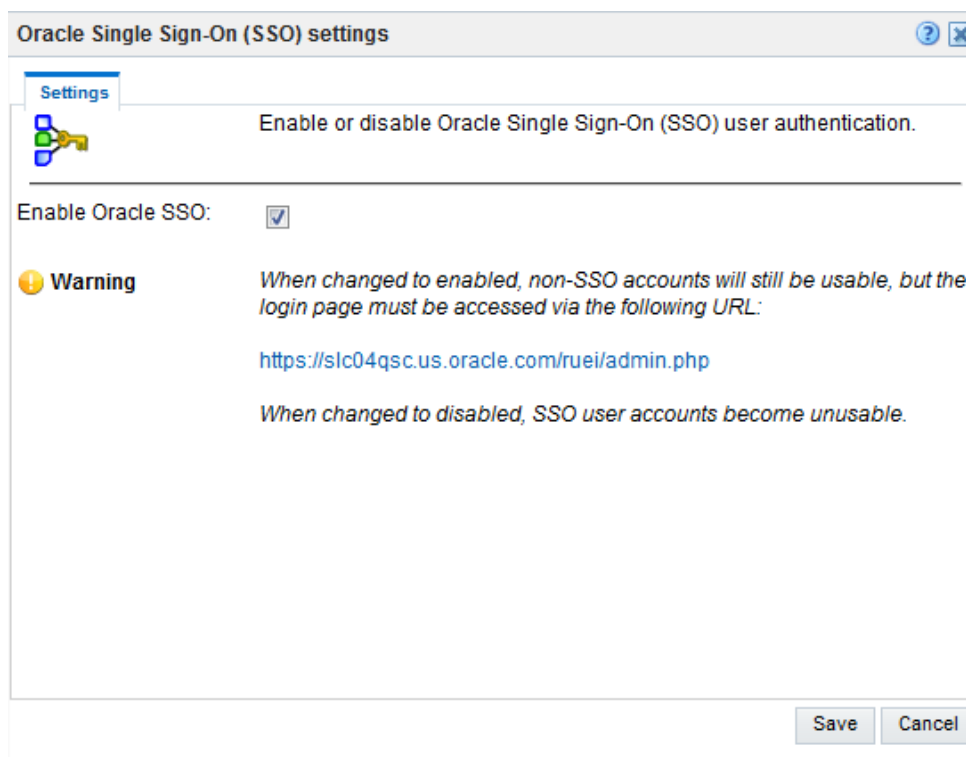 Oracle Single Sign-On (SSO) settings
Settings
Enable or disable Oracle Single Sign-On (SSO) user authentication.
Enable Oracle SSO:
Warning
When changed to enabled, non-SSO accounts will still be usable, but the
login page must be accessed via the following URL:
https://slc04qsc.us.oracle.com/ruei/admin.php
When changed to disabled, SSO user accounts become unusable.
Save Cancel